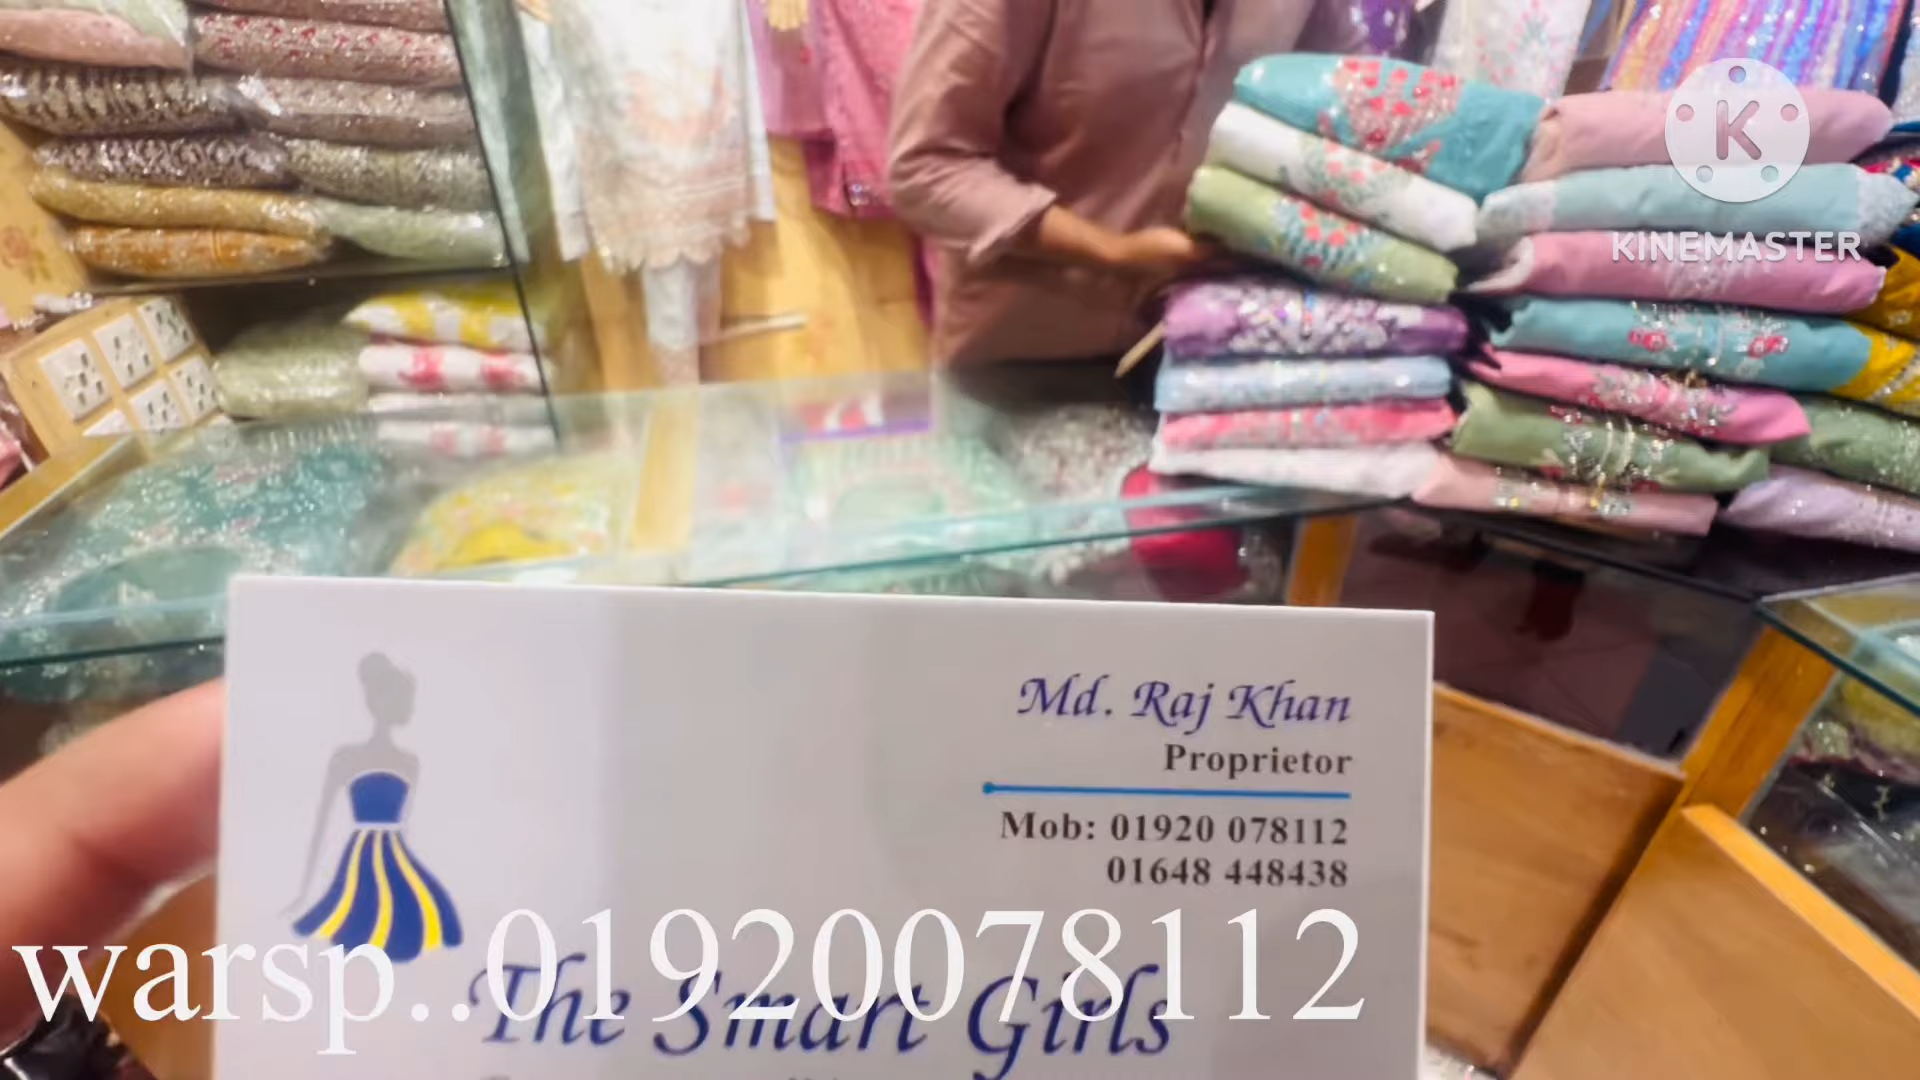 K
KINEMASTER
Md. Raj Khan
Proprietor
Mob: 01920 078112
01648 448438
warsp..01920078112
The Smart Girls